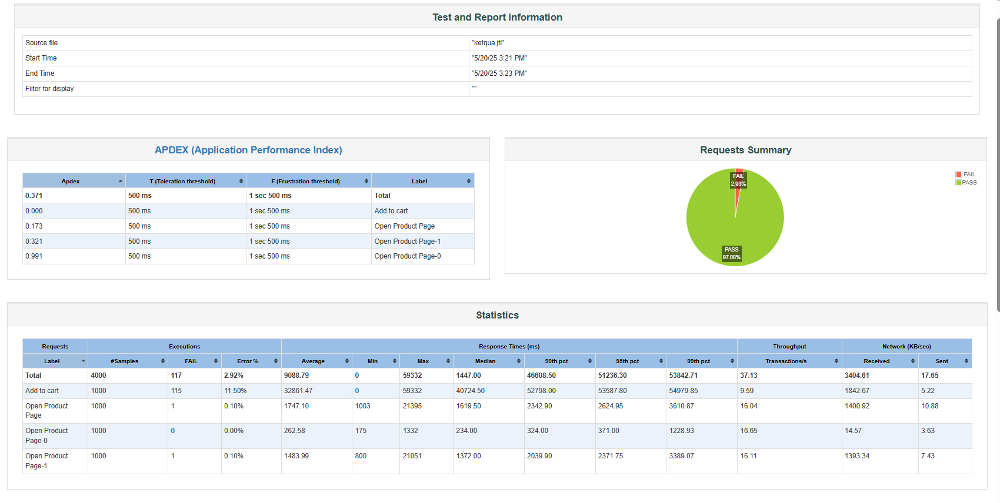 Test and Report information
Source file "ketqua.jtl"
Start Time "5/20/25 3:21 PM"
End Time "5/20/25 3:23 PM"
Filter for display ""
APDEX (Application Performance Index)
Apdex T (Toleration threshold) F (Frustration threshold) Label
0.371 500 ms 1 sec 500 ms Total
0.000 500 ms 1 sec 500 ms Add to cart
0.173 500 ms 1 sec 500 ms Open Product Page
0.321 500 ms 1 sec 500 ms Open Product Page-1
0.991 500 ms 1 sec 500 ms Open Product Page-0
Requests Summary
FAIL
PASS
FAIL
2.93%
PASS
97.08%
Statistics
Requests Executions Response Times (ms) Throughput Network (KB/sec)
Label #Samples FAIL Error % Average Min Max Median 90th pct 95th pct 99th pct Transactions/s Received Sent
Total 4000 117 2.92% 9088.79 0 59332 1447.00 46608.50 51236.30 53842.71 37.13 3404.61 17.65
Add to cart 1000 115 11.50% 32861.47 0 59332 40724.50 52798.00 53587.80 54979.85 9.59 1842.67 5.22
Open Product 1000 1 0.10% 1747.10 1003 21395 1619.50 2342.90 2624.95 3610.87 16.04 1400.92 10.88
Page
Open Product 1000 0 0.00% 262.58 175 1332 234.00 324.00 371.00 1228.93 16.65 14.57 3.63
Page-0
Open Product 1000 1 0.10% 1483.99 800 21051 1372.00 2039.90 2371.75 3389.07 16.11 1393.34 7.43
Page-1